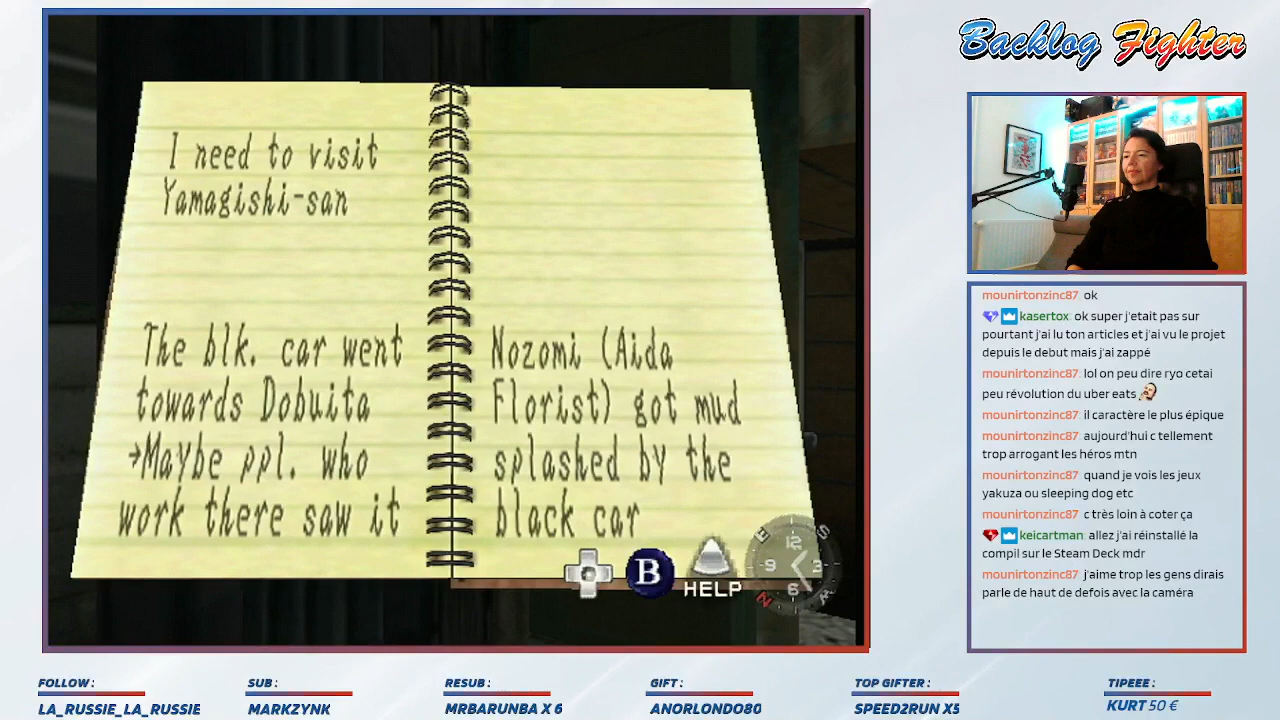 Backlog Fighter
I need to visit
Yamagishi-san
The blk. car went
towards Dobuita
→Maybe ppl. who
work there saw it
Nozomi (Aida
Florist) got mud
splashed by the
black car
B
HELP
12
3
6
9
E
S
N
mounirtonzinc87 ok
kasertox: ok super j'etait pas sur
pourtant j'ai lu ton articles et j'ai vu le projet
depuis le debut mais j'ai zappé
mounirtonzinc87: lol on peu dire ryo cetai
peu révolution du uber eats
mounirtonzinc87: il caractère le plus épique
mounirtonzinc87: aujourd'hui c tellement
trop arrogant les héros mtn
mounirtonzinc87: quand je vois les jeux
yakuza ou sleeping dog etc
mounirtonzinc87: c très loin à coter ça
keicartman: allez j'ai réinstallé la
compil sur le Steam Deck mdr
mounirtonzinc87: j'aime trop les gens dirais
parle de haut de defois avec la caméra
FOLLOW :
LA_RUSSIE_LA_RUSSIE
SUB :
MARKZYNK
RESUB :
MRBARUNBA X 6
GIFT :
ANORLONDO80
TOP GIFTER :
SPEED2RUN X5
TIPEEE :
KURT 50 €